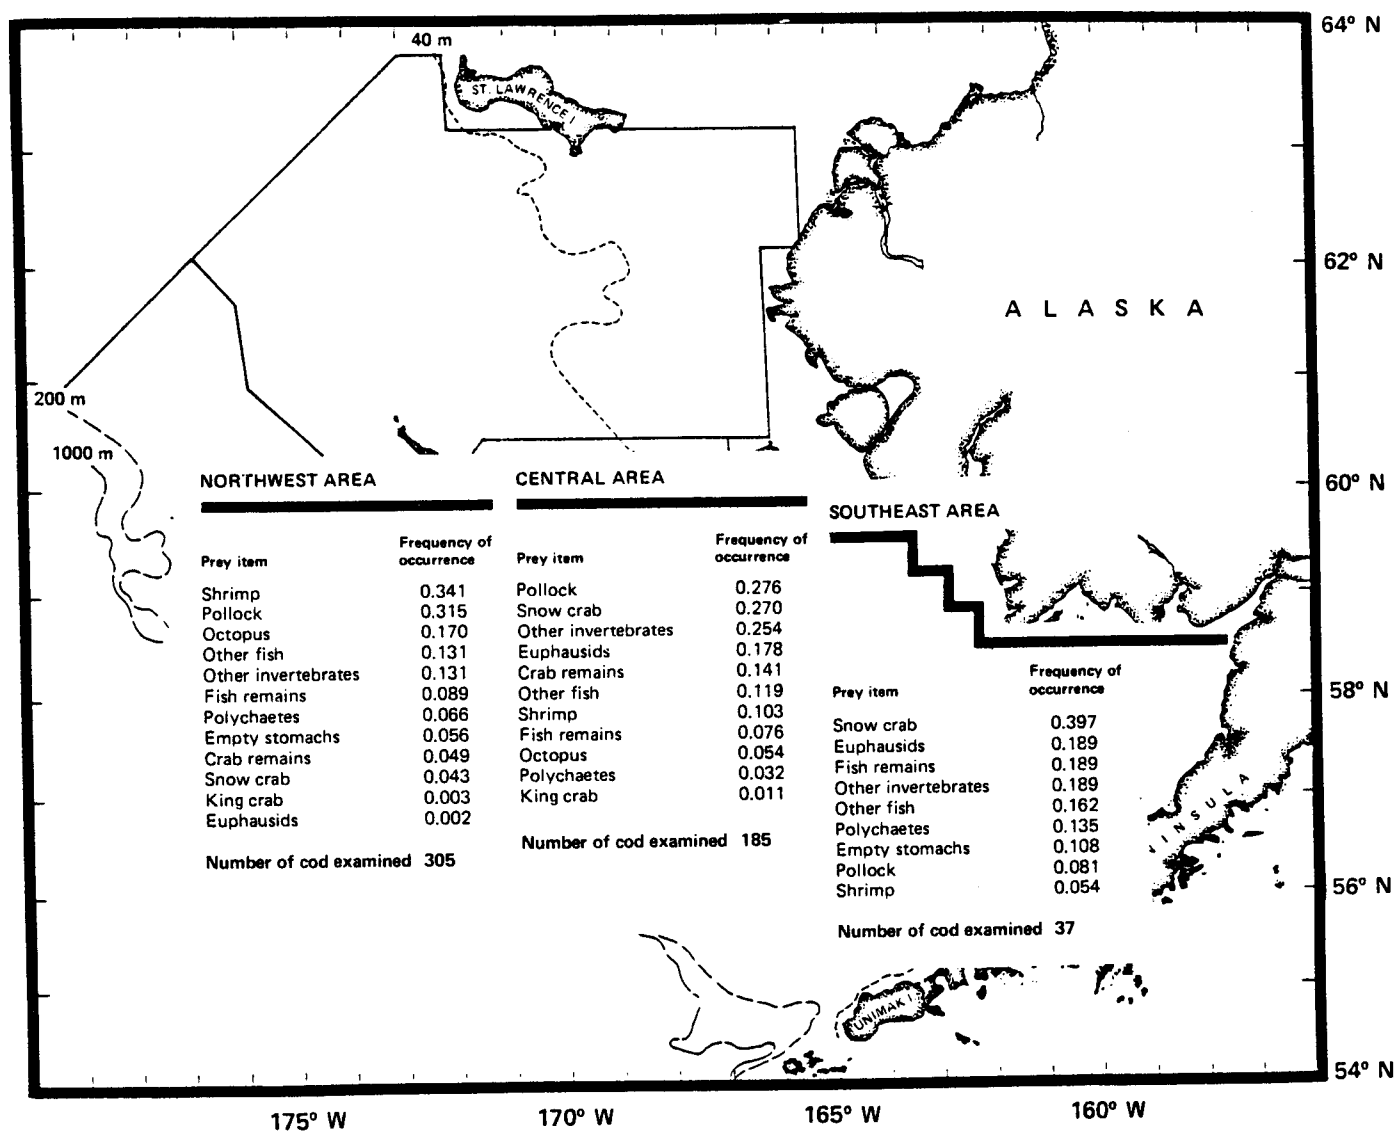 64° N
40 m
ST. LAWRENCE I
62° N
ALASKA
200 m
1000 m
60° N
NORTHWEST AREA
Prey item Frequency of occurrence
Shrimp 0.341
Pollock 0.315
Octopus 0.170
Other fish 0.131
Other invertebrates 0.131
Fish remains 0.089
Polychaetes 0.066
Empty stomachs 0.056
Crab remains 0.049
Snow crab 0.043
King crab 0.003
Euphausids 0.002
Number of cod examined 305
CENTRAL AREA
Prey item Frequency of occurrence
Pollock 0.276
Snow crab 0.270
Other invertebrates 0.254
Euphausids 0.178
Crab remains 0.141
Other fish 0.119
Shrimp 0.103
Fish remains 0.076
Octopus 0.054
Polychaetes 0.032
King crab 0.011
Number of cod examined 185
SOUTHEAST AREA
Prey item Frequency of occurrence
Snow crab 0.397
Euphausids 0.189
Fish remains 0.189
Other invertebrates 0.189
Other fish 0.162
Polychaetes 0.135
Empty stomachs 0.108
Pollock 0.081
Shrimp 0.054
Number of cod examined 37
58° N
INSULA
56° N
UNIMAK I
54° N
175° W 170° W 165° W 160° W